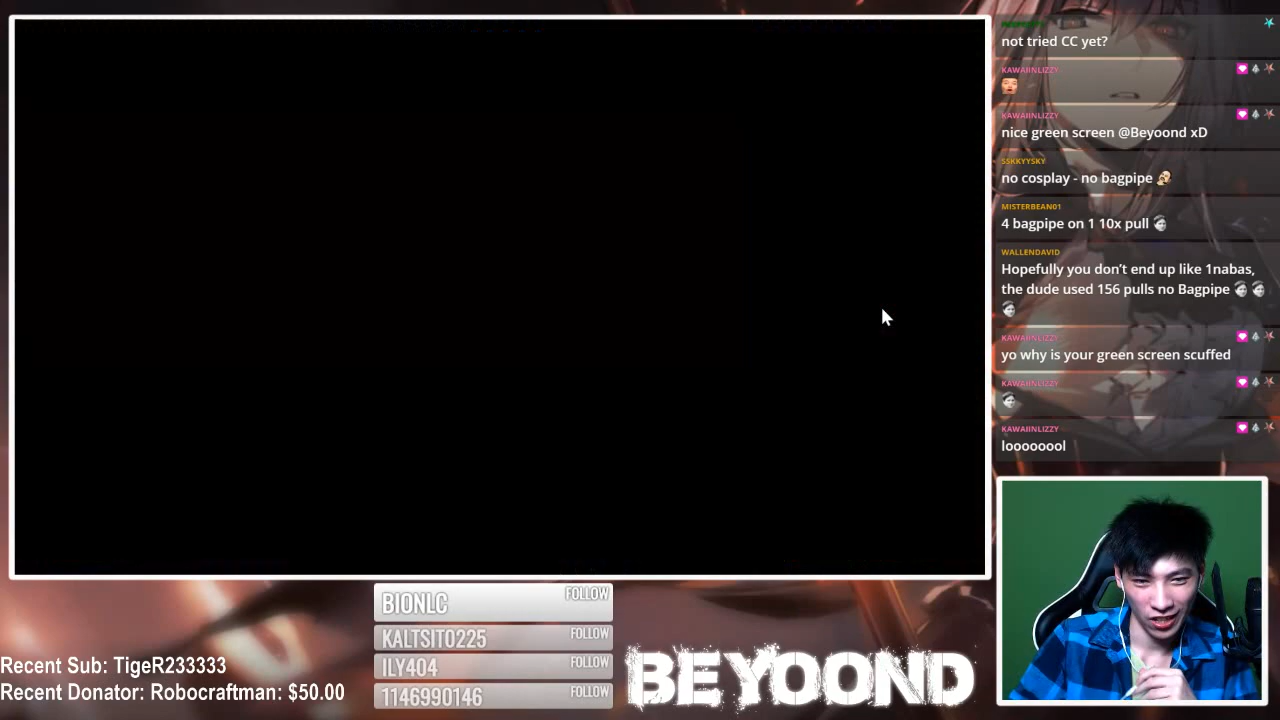 not tried CC yet?
KAWAIINLIZZY
KAWAIINLIZZY
nice green screen @Beyoond xD
SSKKYYSKY
no cosplay - no bagpipe
MISTERBEAN01
4 bagpipe on 1 10x pull
WALLENDAVID
Hopefully you don't end up like 1nabas,
the dude used 156 pulls no Bagpipe
KAWAIINLIZZY
yo why is your green screen scuffed
KAWAIINLIZZY
KAWAIINLIZZY
loooooool
BIONLC FOLLOW
KALTSIT0225 FOLLOW
ILY404 FOLLOW
1146990146 FOLLOW
Recent Sub: TigeR233333
Recent Donator: Robocraftman: $50.00
BEYOOND